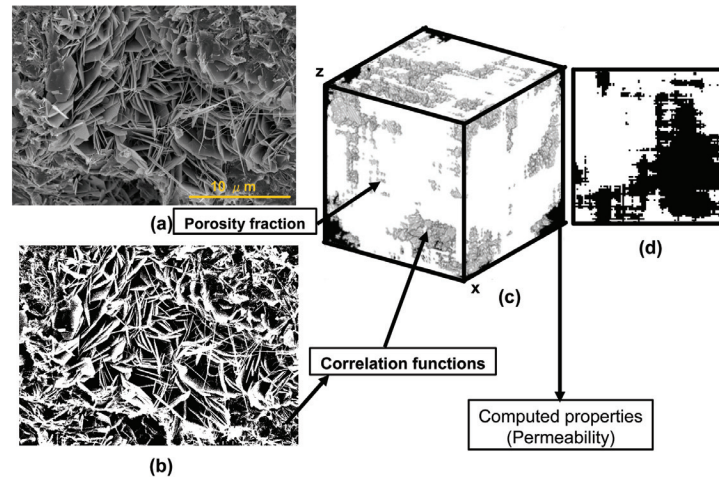 z
10 μm
(a)
Porosity fraction
(d)
x
(c)
Correlation functions
Computed properties
(Permeability)
(b)